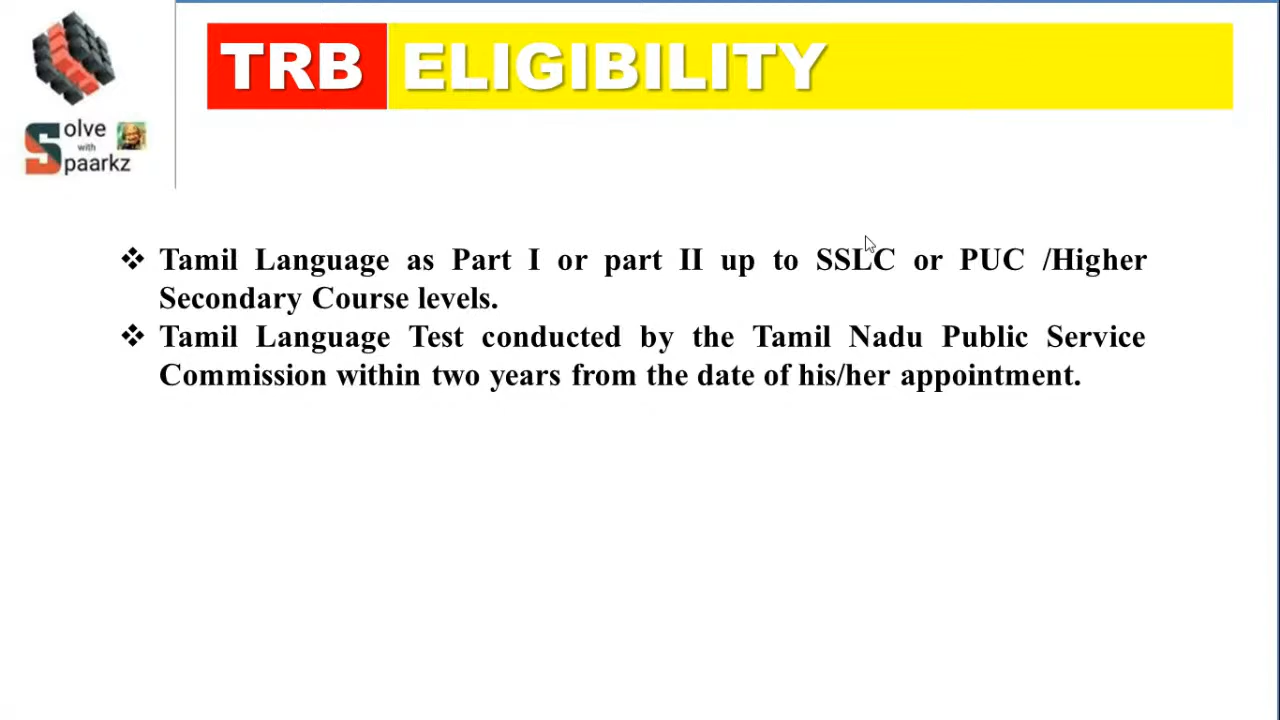 TRB ELIGIBILITY
Solve
with
Spaarkz
❖ Tamil Language as Part I or part II up to SSLC or PUC /Higher
Secondary Course levels.
❖ Tamil Language Test conducted by the Tamil Nadu Public Service
Commission within two years from the date of his/her appointment.